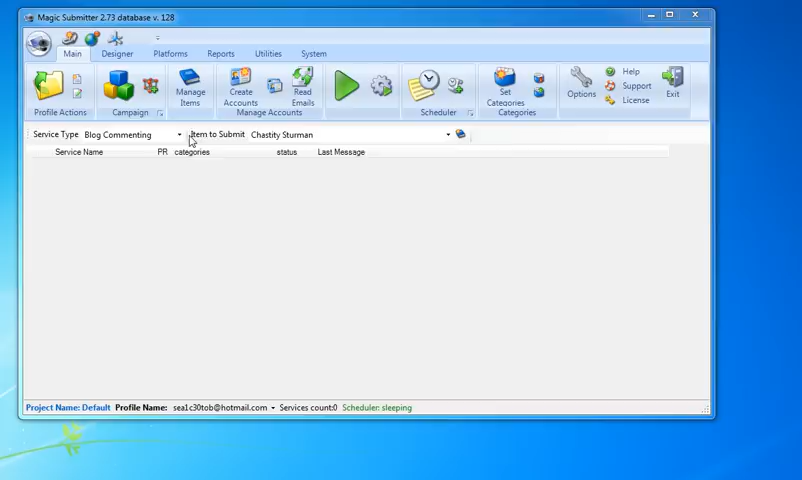 Magic Submitter 2.73 database v. 128
Main Designer Platforms Reports Utilities System
Manage Items
Create Accounts
Read Emails
Set Categories
Options
Help
Support
License
Exit
Profile Actions Campaign Manage Accounts Scheduler Categories
Service Type Blog Commenting Item to Submit Chastity Sturman
Service Name PR categories status Last Message
Project Name: Default Profile Name: sea1c30tob@hotmail.com Services count:0 Scheduler: sleeping